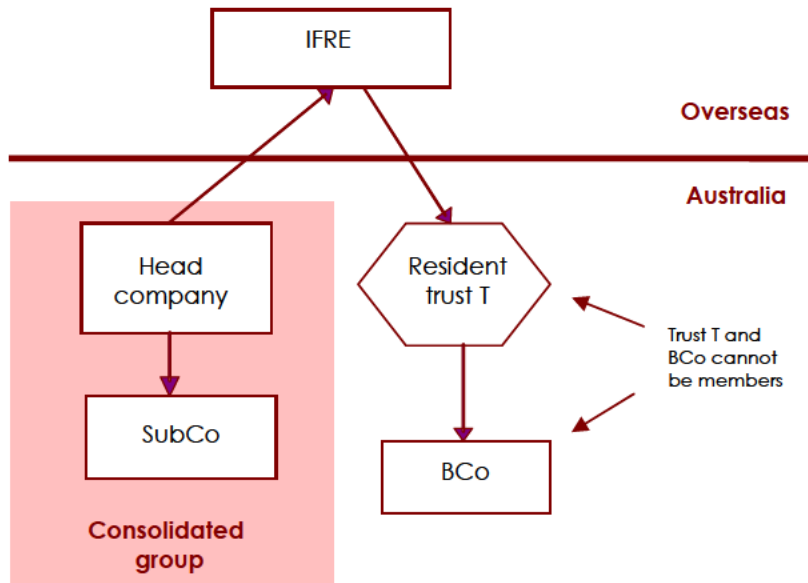 IFRE
Overseas
Australia
Head
company
Resident
trust T
Trust T and
BCo cannot
be members
SubCo
BCo
Consolidated
group